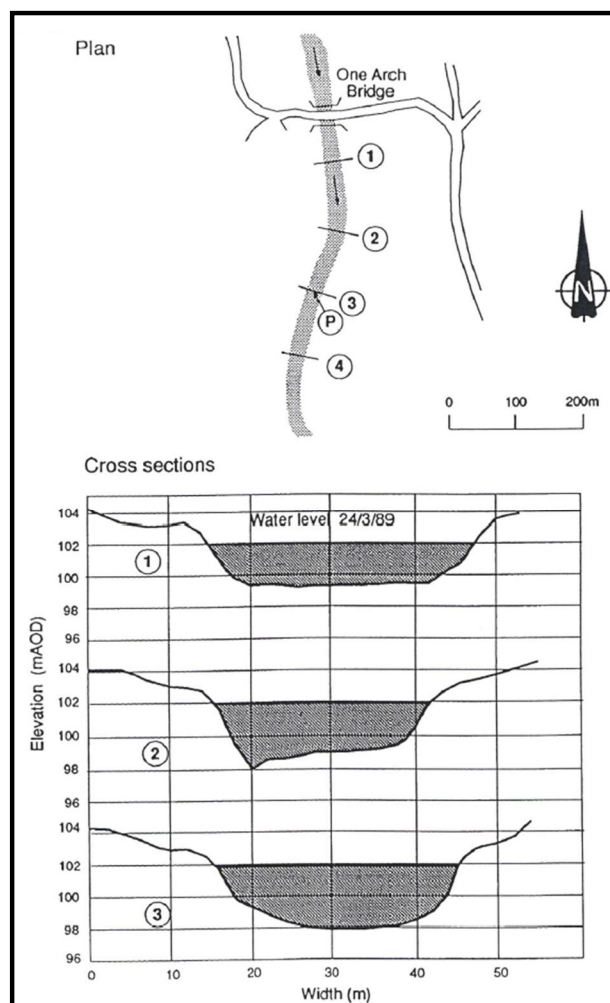 Plan
One Arch
Bridge
1
2
3
P
4
N
0 100 200m
Cross sections
Water level 24/3/89
104
102
100
98
96
1
104
102
100
98
96
2
104
102
100
98
96
3
Elevation (mAOD)
0 10 20 30 40 50
Width (m)